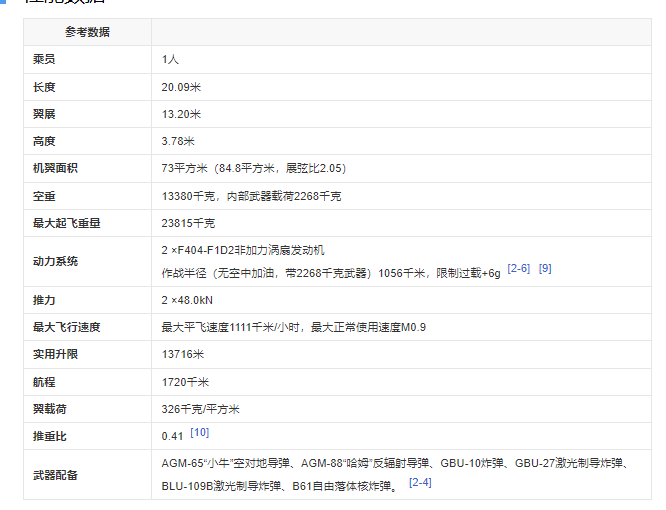 性能数据
参考数据
乘员 1人
长度 20.09米
翼展 13.20米
高度 3.78米
机翼面积 73平方米（84.8平方米，展弦比2.05）
空重 13380千克，内部武器载荷2268千克
最大起飞重量 23815千克
动力系统 2 ×F404-F1D2非加力涡扇发动机
作战半径（无空中加油，带2268千克武器）1056千米，限制过载+6g [2-6] [9]
推力 2 ×48.0kN
最大飞行速度 最大平飞速度1111千米/小时，最大正常使用速度M0.9
实用升限 13716米
航程 1720千米
翼载荷 326千克/平方米
推重比 0.41 [10]
武器配备 AGM-65“小牛”空对地导弹、AGM-88“哈姆”反辐射导弹、GBU-10炸弹、GBU-27激光制导炸弹、
BLU-109B激光制导炸弹、B61自由落体核炸弹。 [2-4]